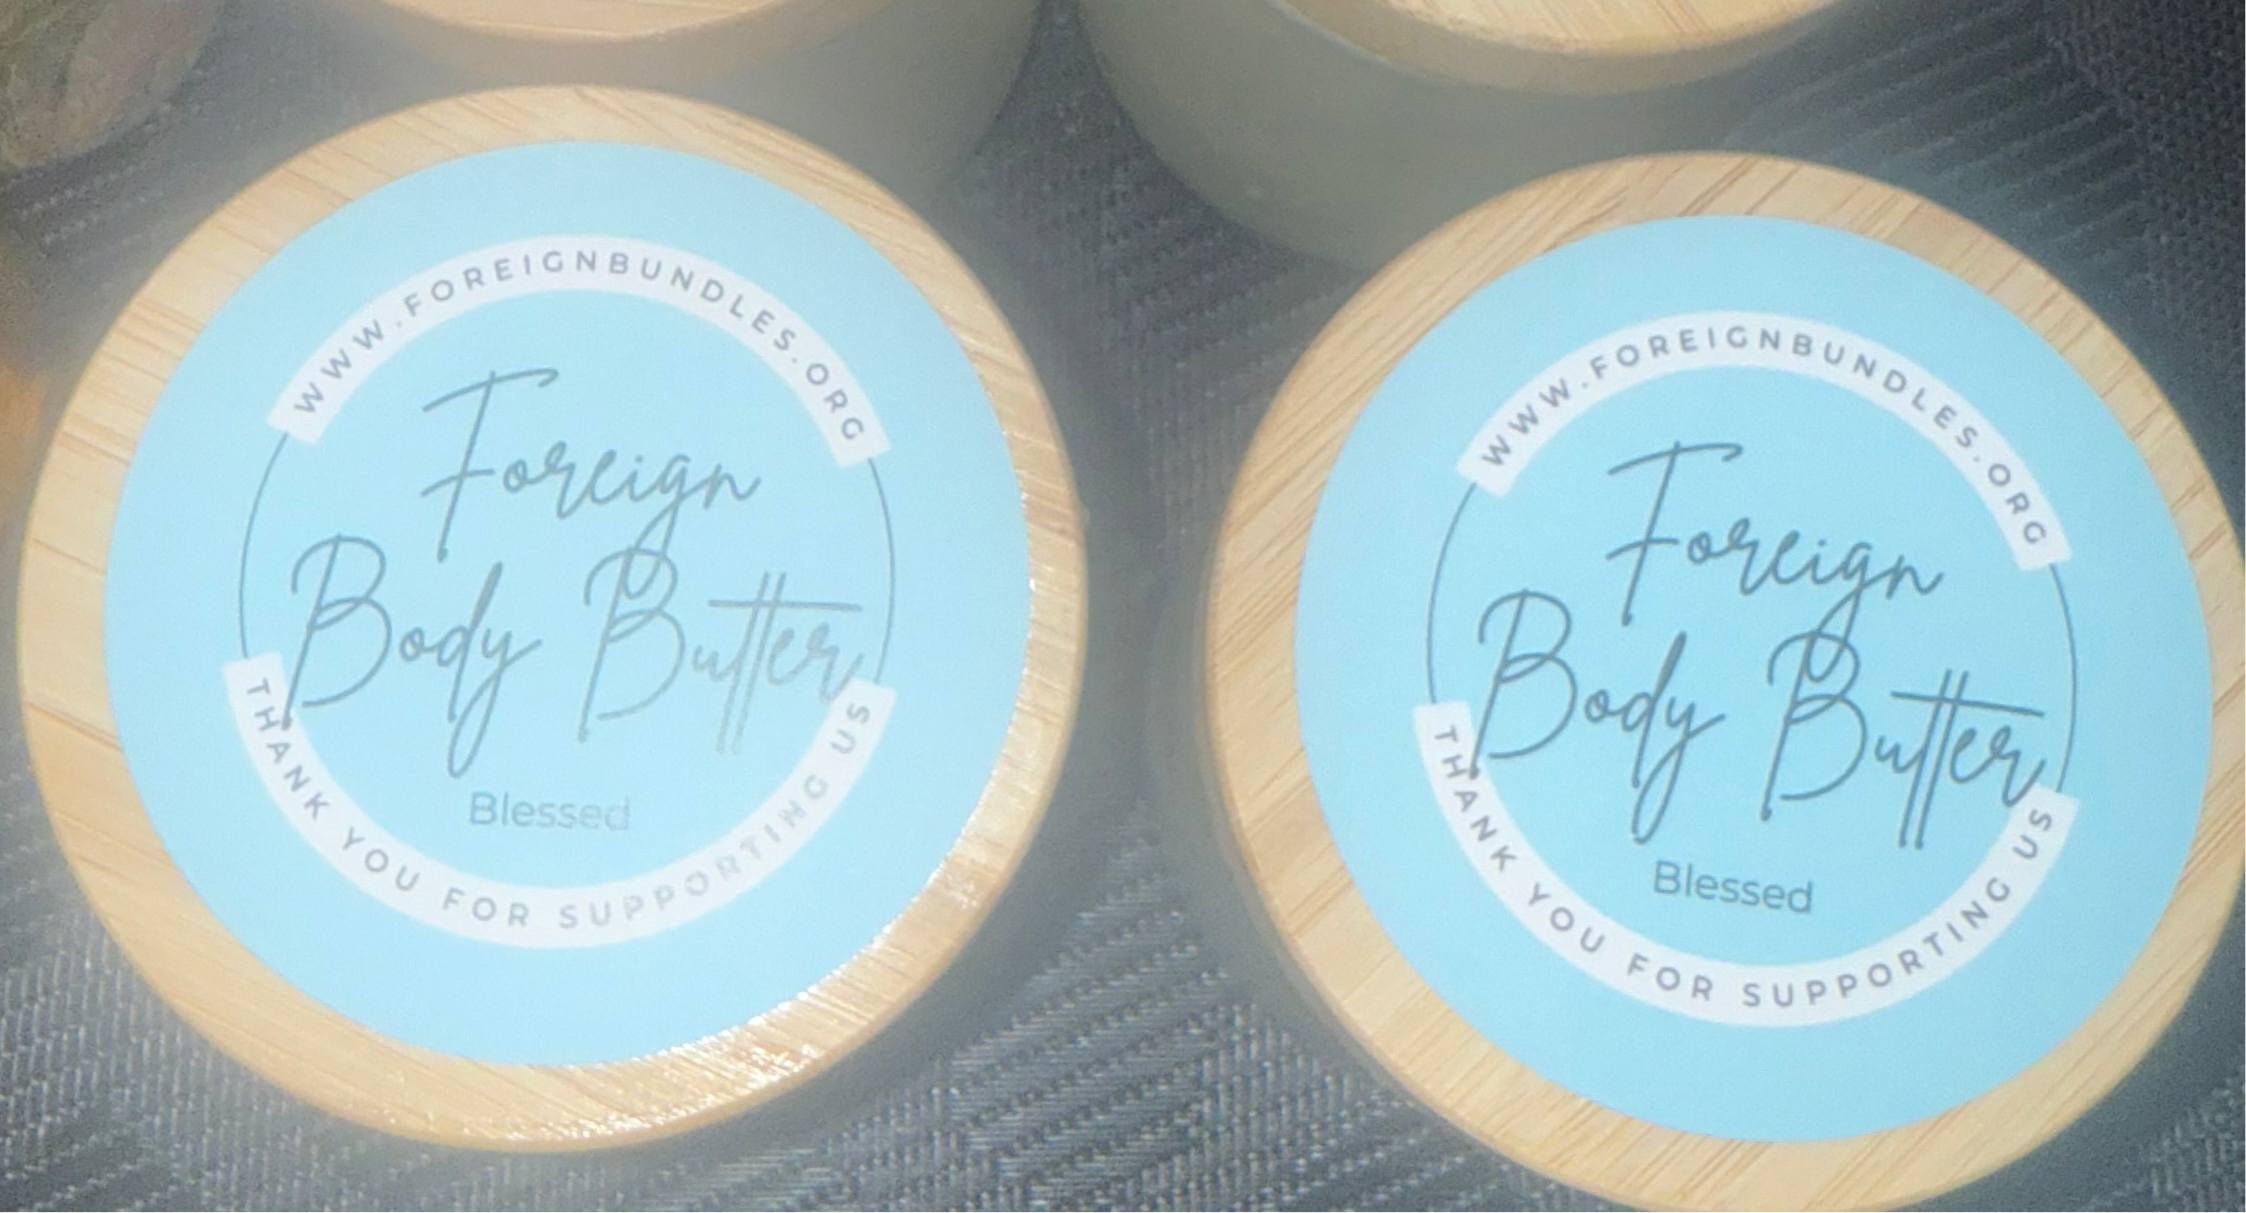 WWW.FOREIGNBUNDLES.ORG
Foreign
Body Butter
Blessed
THANK YOU FOR SUPPORTING US
WWW.FOREIGNBUNDLES.ORG
Foreign
Body Butter
Blessed
THANK YOU FOR SUPPORTING US